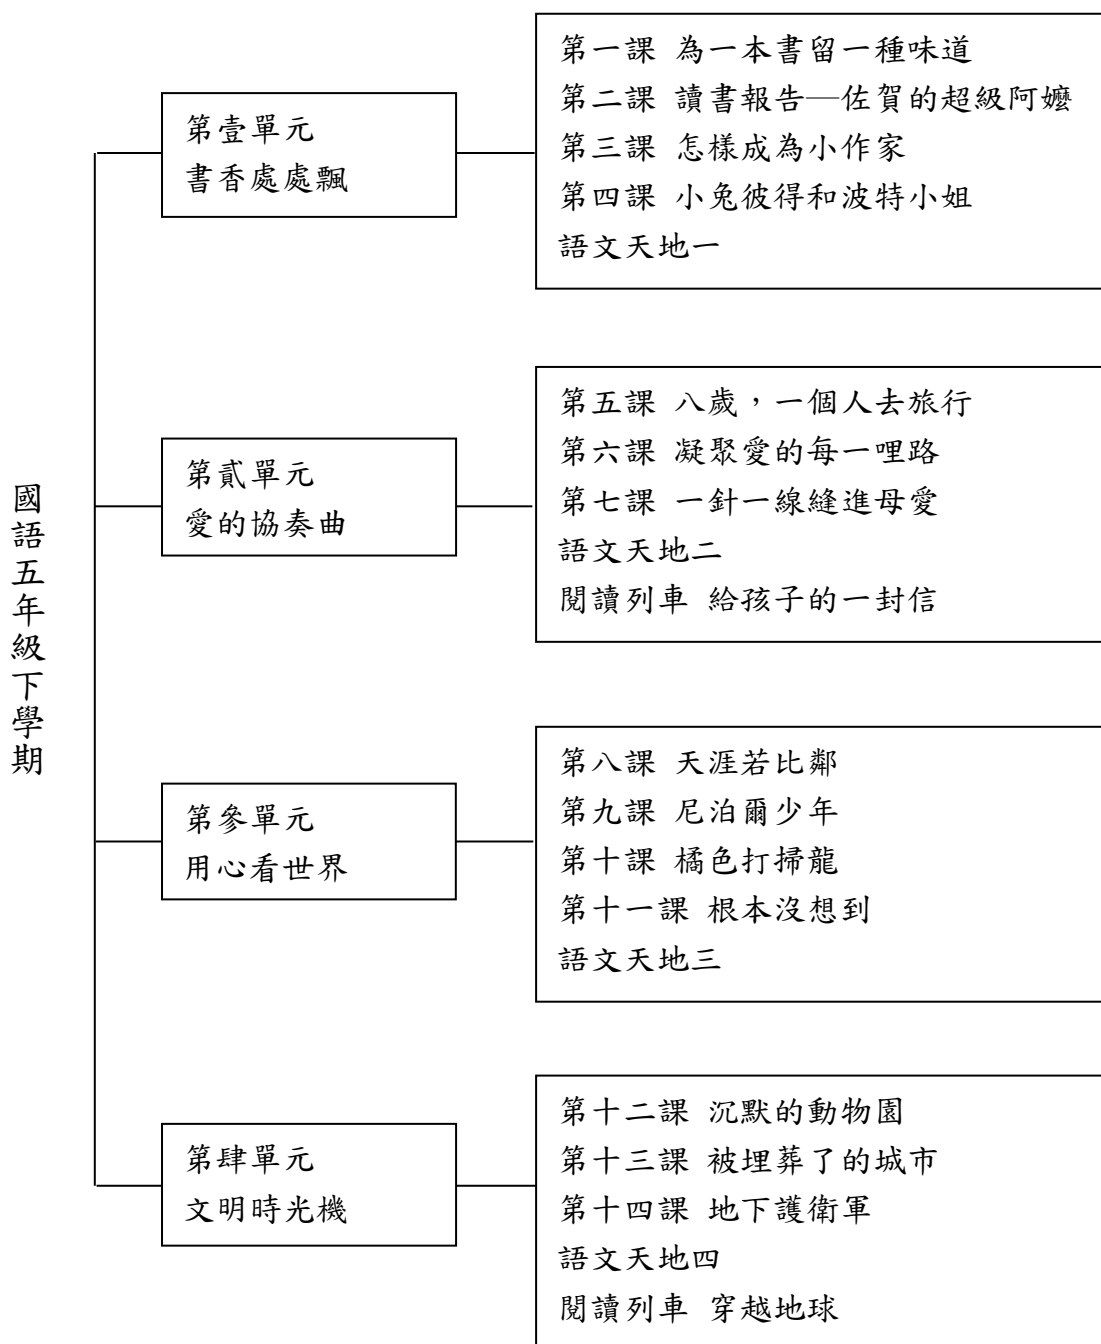 國語五年級下學期
第壹單元
書香處處飄
第一課 為一本書留一種味道
第二課 讀書報告—佐賀的超級阿嬤
第三課 怎樣成為小作家
第四課 小兔彼得和波特小姐
語文天地一
第貳單元
愛的協奏曲
第五課 八歲，一個人去旅行
第六課 凝聚愛的每一哩路
第七課 一針一線縫進母愛
語文天地二
閱讀列車 給孩子的一封信
第參單元
用心看世界
第八課 天涯若比鄰
第九課 尼泊爾少年
第十課 橘色打掃龍
第十一課 根本沒想到
語文天地三
第肆單元
文明時光機
第十二課 沉默的動物園
第十三課 被埋葬了的城市
第十四課 地下護衛軍
語文天地四
閱讀列車 穿越地球